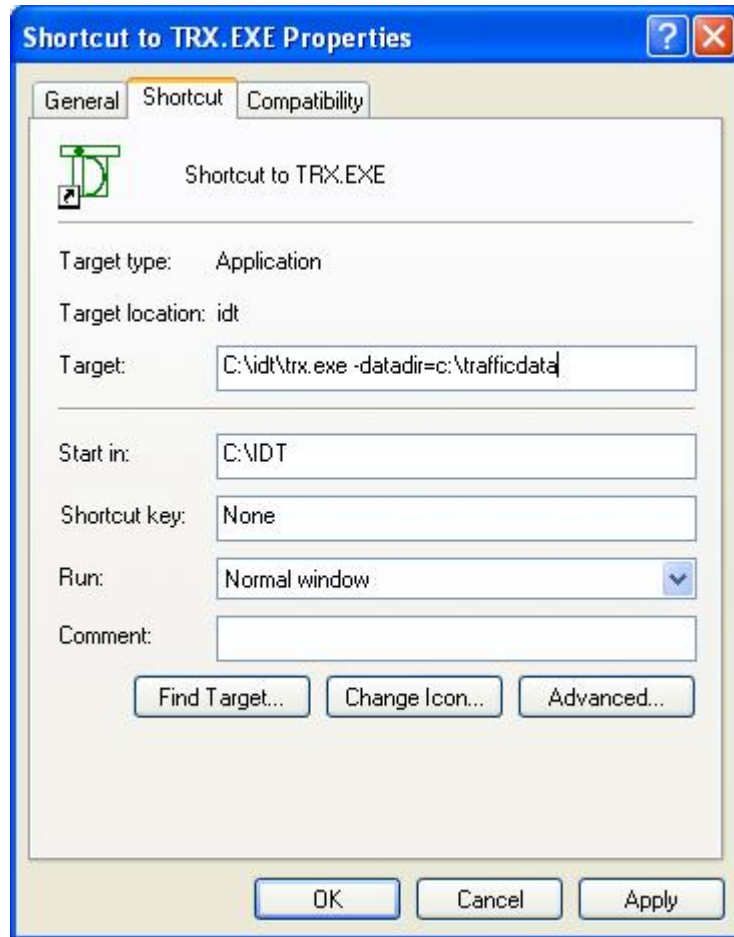 Shortcut to TRX.EXE Properties
General Shortcut Compatibility
Shortcut to TRX.EXE
Target type: Application
Target location: idt
Target: C:\idt\trx.exe -datadir=c:\trafficdata
Start in: C:\IDT
Shortcut key: None
Run: Normal window
Comment:
Find Target... Change Icon... Advanced...
OK Cancel Apply